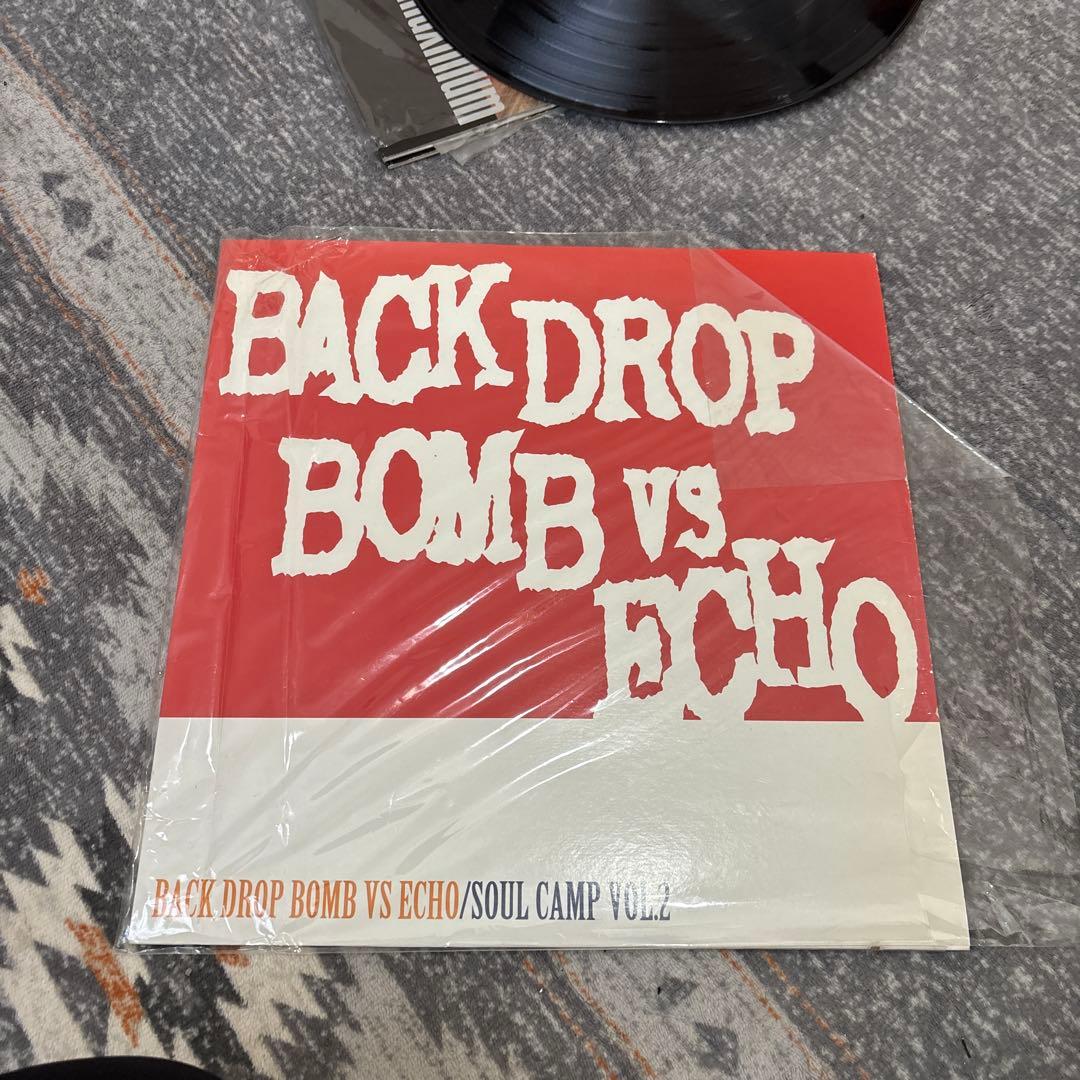 BACK DROP
BOMB VS
ECHO
BACK DROP BOMB VS ECHO/SOUL CAMP VOL.2